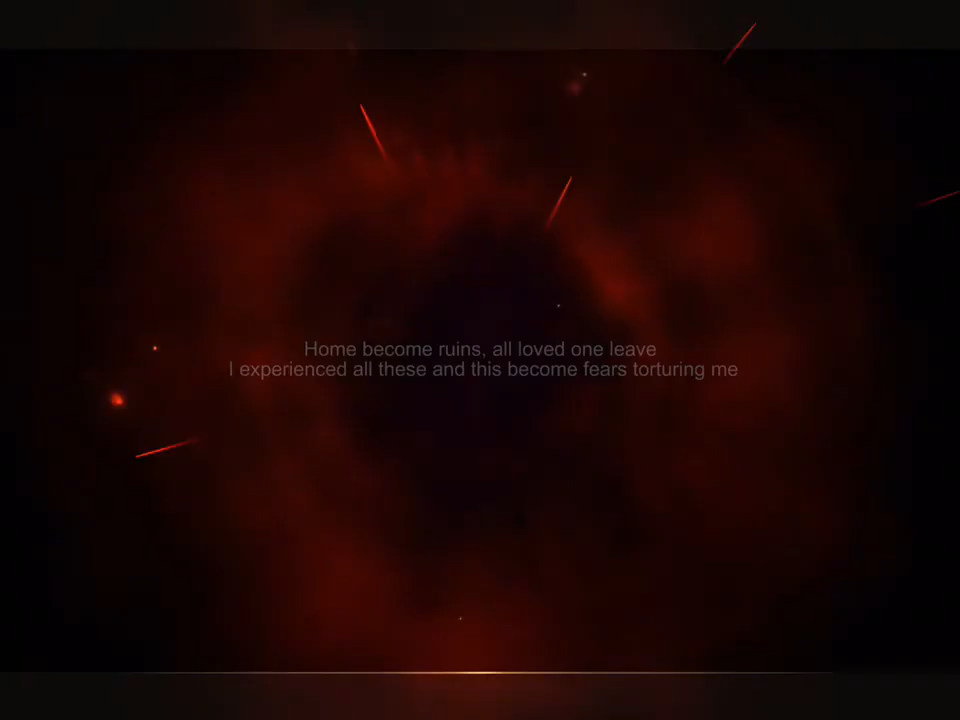 Home become ruins, all loved one leave
I experienced all these and this become fears torturing me